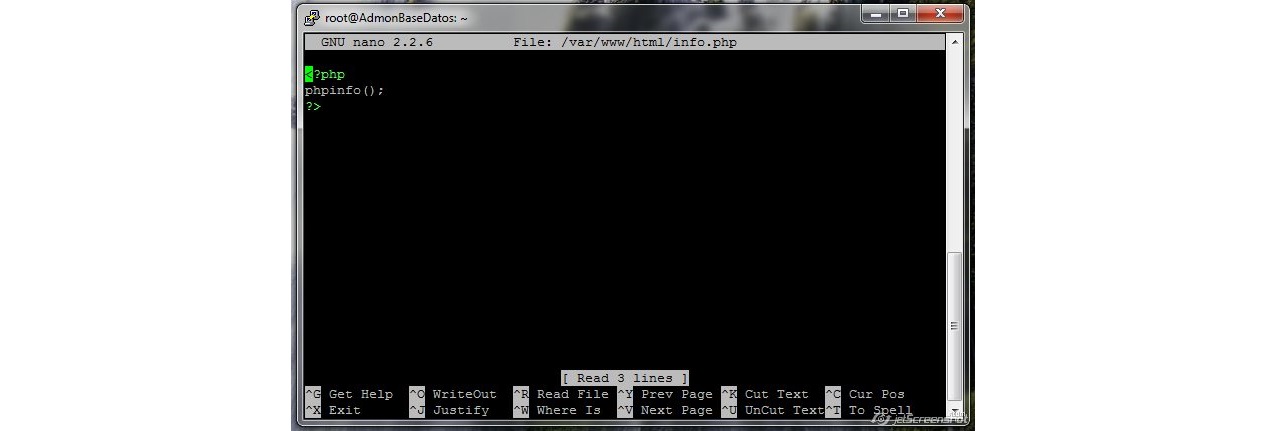 root@AdmonBaseDatos: ~
GNU nano 2.2.6 File: /var/www/html/info.php
<?php
phpinfo();
?>
[ Read 3 lines ]
^G Get Help ^O WriteOut ^R Read File ^Y Prev Page ^K Cut Text ^C Cur Pos
^X Exit ^J Justify ^W Where Is ^V Next Page ^U UnCut Text ^T To Spell
jetScreenshot